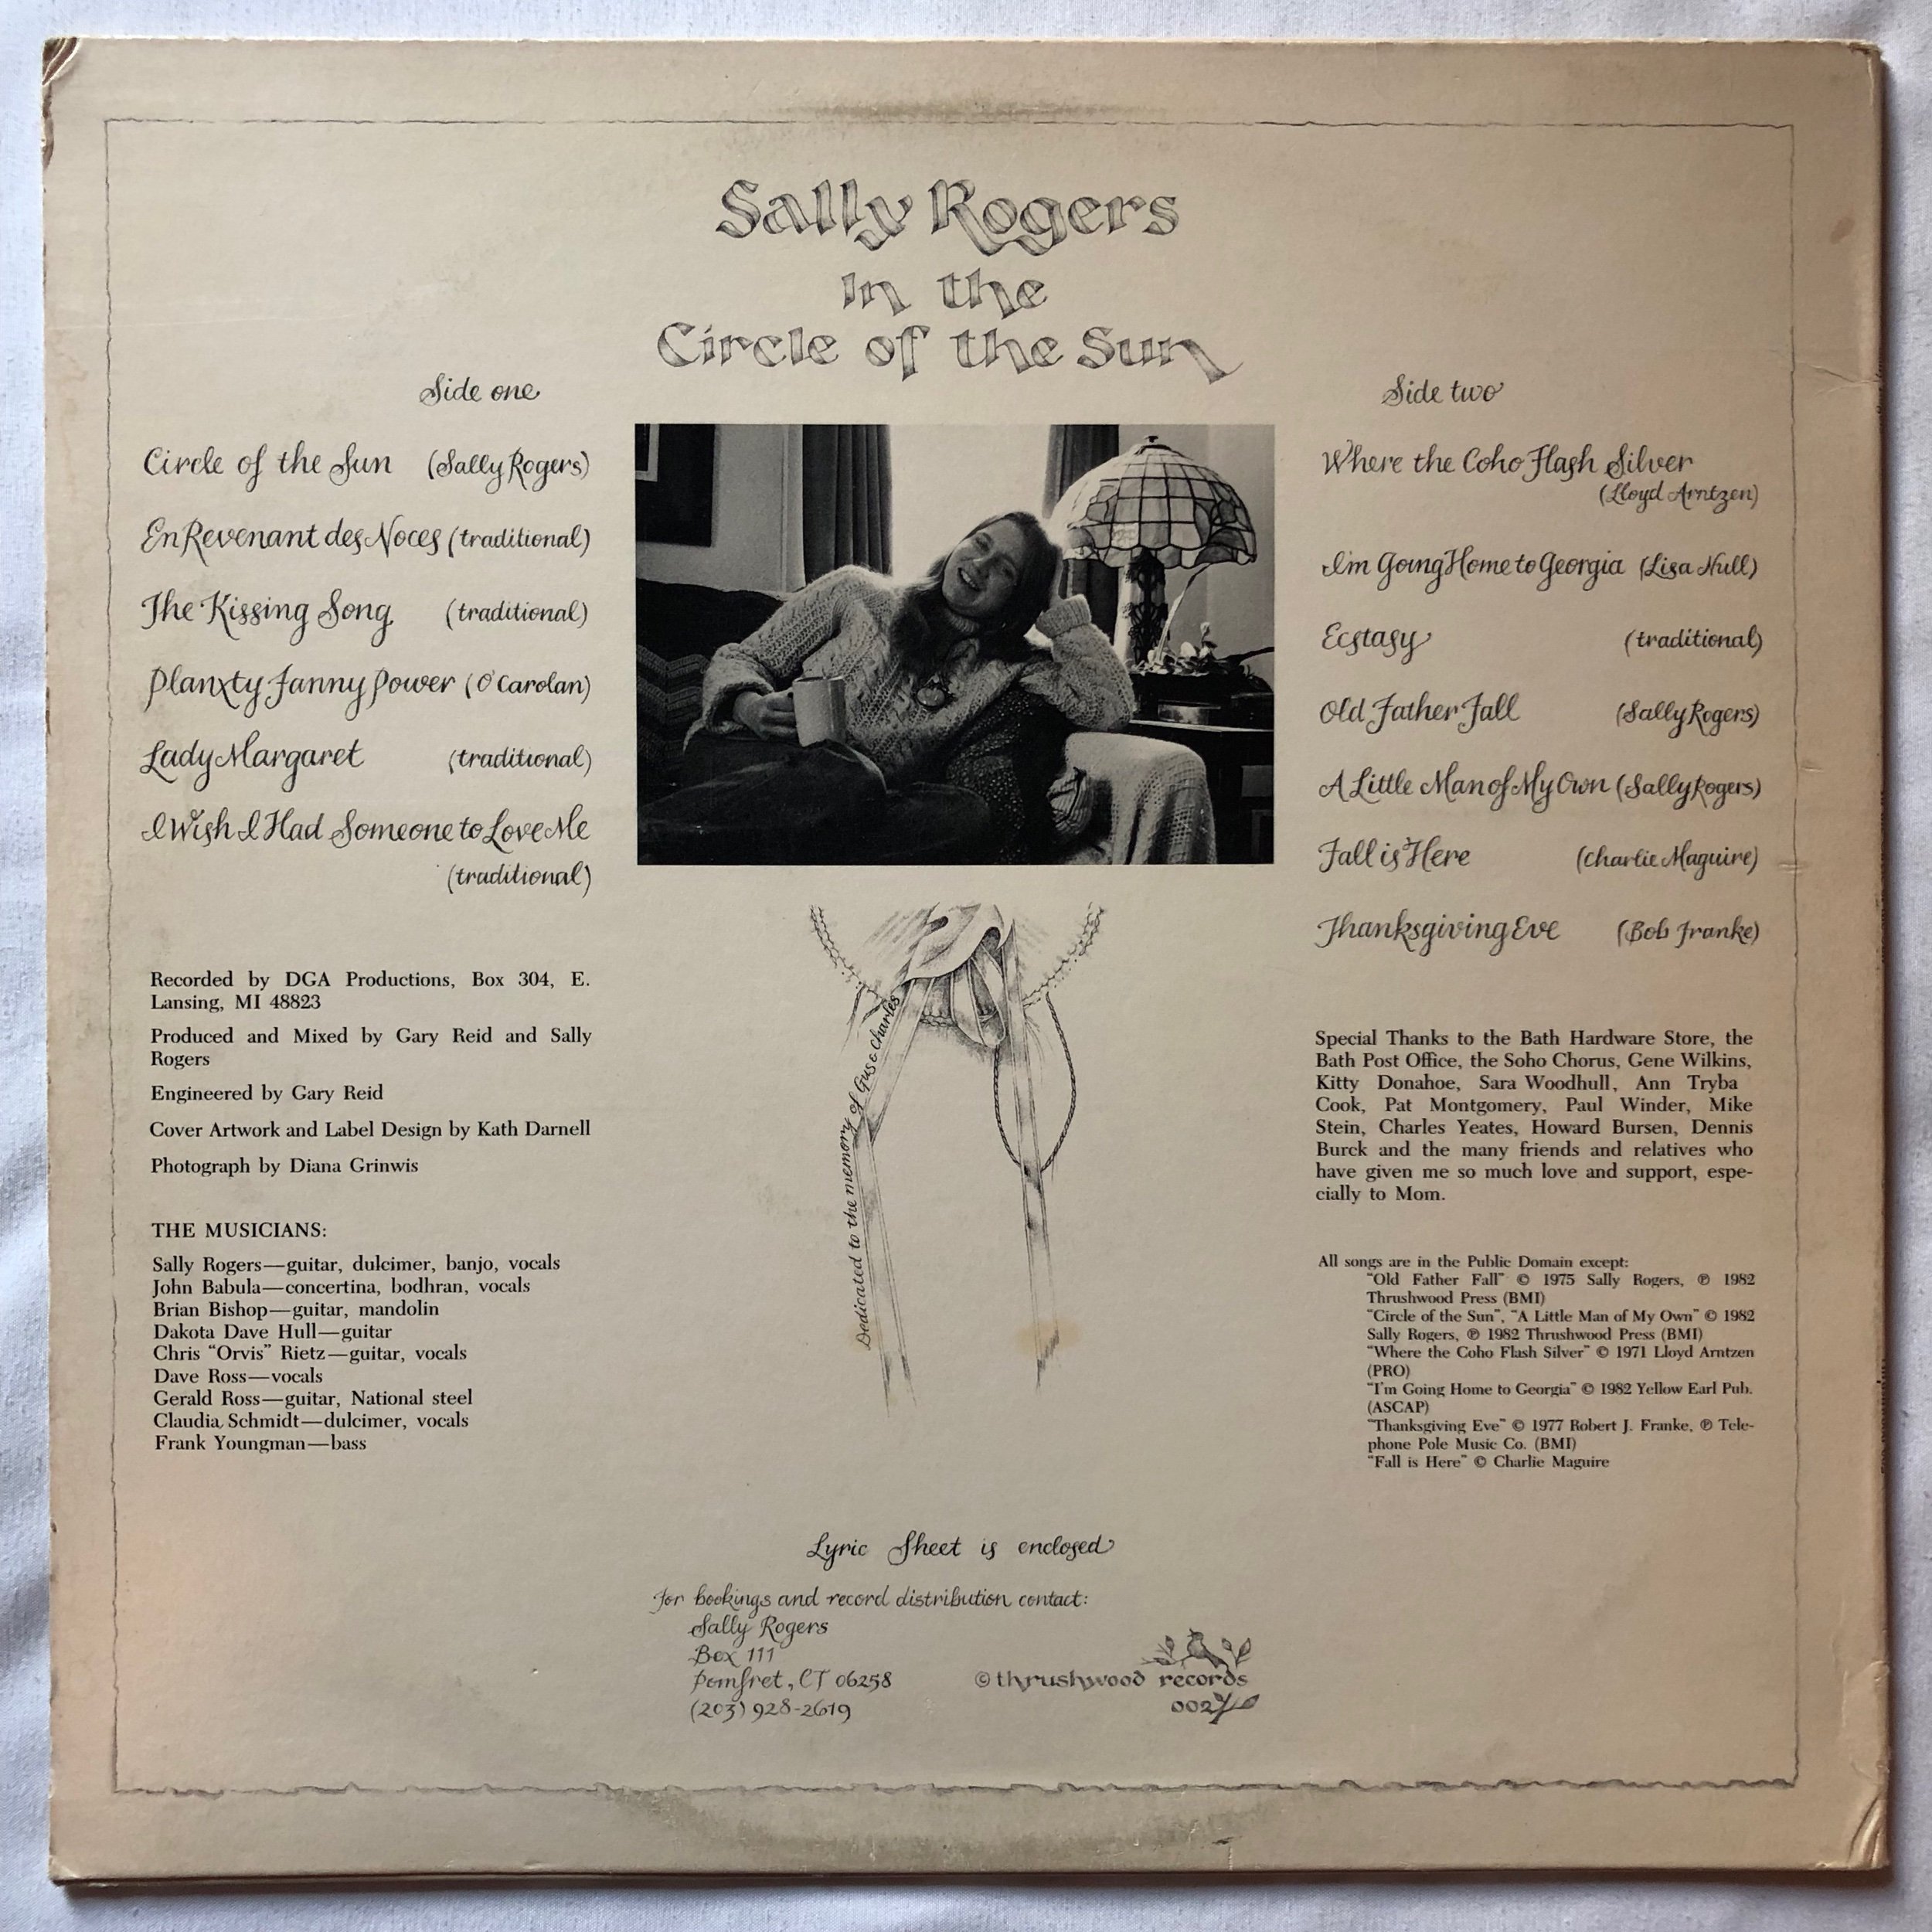 Sally Rogers
in the
Circle of the Sun
Side one
Circle of the Sun (Sally Rogers)
En Revenant des Noces (traditional)
The Kissing Song (traditional)
Planxty Fanny Power (O'Carolan)
Lady Margaret (traditional)
I Wish I Had Someone to Love Me
(traditional)
Recorded by DGA Productions, Box 304, E.
Lansing, MI 48823
Produced and Mixed by Gary Reid and Sally
Rogers
Engineered by Gary Reid
Cover Artwork and Label Design by Kath Darnell
Photograph by Diana Grinwis
THE MUSICIANS:
Sally Rogers—guitar, dulcimer, banjo, vocals
John Babula—concertina, bodhran, vocals
Brian Bishop—guitar, mandolin
Dakota Dave Hull—guitar
Chris "Orvis" Rietz—guitar, vocals
Dave Ross—vocals
Gerald Ross—guitar, National steel
Claudia Schmidt—dulcimer, vocals
Frank Youngman—bass
Dedicated to the memory of Gus & Charles
Side two
Where the Coho Flash Silver
(Lloyd Arntzen)
I'm Going Home to Georgia (Lisa Null)
Ecstasy (traditional)
Old Father Fall (Sally Rogers)
A Little Man of My Own (Sally Rogers)
Fall is Here (Charlie Maguire)
Thanksgiving Eve (Bob Franke)
Special Thanks to the Bath Hardware Store, the
Bath Post Office, the Soho Chorus, Gene Wilkins,
Kitty Donahoe, Sara Woodhull, Ann Tryba
Cook, Pat Montgomery, Paul Winder, Mike
Stein, Charles Yeates, Howard Bursen, Dennis
Burck and the many friends and relatives who
have given me so much love and support, espe-
cially to Mom.
All songs are in the Public Domain except:
"Old Father Fall" © 1975 Sally Rogers, ℗ 1982
Thrushwood Press (BMI)
"Circle of the Sun", "A Little Man of My Own" © 1982
Sally Rogers, ℗ 1982 Thrushwood Press (BMI)
"Where the Coho Flash Silver" © 1971 Lloyd Arntzen
(PRO)
"I'm Going Home to Georgia" © 1982 Yellow Earl Pub.
(ASCAP)
"Thanksgiving Eve" © 1977 Robert J. Franke, ℗ Tele-
phone Pole Music Co. (BMI)
"Fall is Here" © Charlie Maguire
Lyric Sheet is enclosed
For bookings and record distribution contact:
Sally Rogers
Box 111
Pomfret, CT 06258
(203) 928-2619
© thrushwood records
002